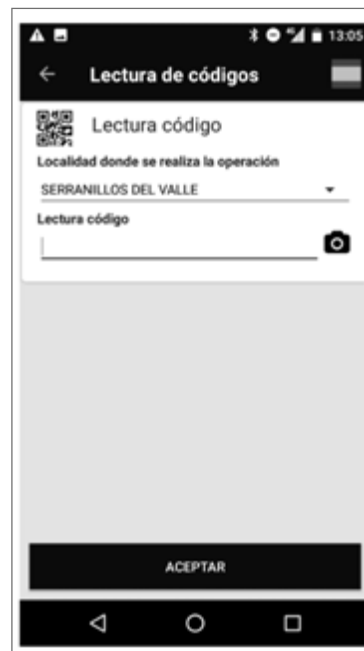 13:05
Lectura de códigos
Lectura código
Localidad donde se realiza la operación
SERRANILLOS DEL VALLE
Lectura código
ACEPTAR